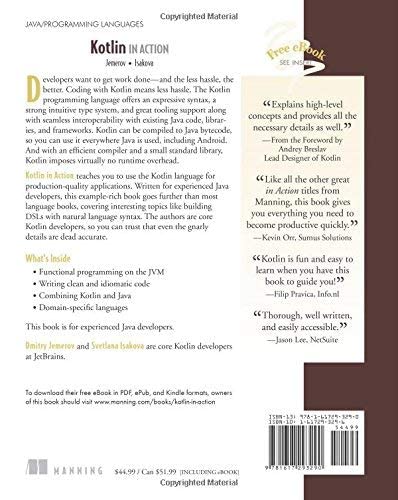 Copyrighted Material
JAVA/PROGRAMMING LANGUAGES
Kotlin IN ACTION
Jemerov • Isakova
Developers want to get work done—and the less hassle, the
better. Coding with Kotlin means less hassle. The Kotlin
programming language offers an expressive syntax, a
strong intuitive type system, and great tooling support along
with seamless interoperability with existing Java code, librar-
ies, and frameworks. Kotlin can be compiled to Java bytecode,
so you can use it everywhere Java is used, including Android.
And with an efficient compiler and a small standard library,
Kotlin imposes virtually no runtime overhead.
Kotlin in Action teaches you to use the Kotlin language for
production-quality applications. Written for experienced Java
developers, this example-rich book goes further than most
language books, covering interesting topics like building
DSLs with natural language syntax. The authors are core
Kotlin developers, so you can trust that even the gnarly
details are dead accurate.
What's Inside
• Functional programming on the JVM
• Writing clean and idiomatic code
• Combining Kotlin and Java
• Domain-specific languages
This book is for experienced Java developers.
Dmitry Jemerov and Svetlana Isakova are core Kotlin developers
at JetBrains.
To download their free eBook in PDF, ePub, and Kindle formats, owners
of this book should visit www.manning.com/books/kotlin-in-action
MANNING
$44.99 / Can $51.99 [INCLUDING eBOOK]
Free eBook
SEE INSERT
“Explains high-level
concepts and provides all the
necessary details as well.”
—From the Foreword by
Andrey Breslav
Lead Designer of Kotlin
“Like all the other great
in Action titles from
Manning, this book gives
you everything you need to
become productive quickly.”
—Kevin Orr, Sumus Solutions
“Kotlin is fun and easy to
learn when you have this
book to guide you!”
—Filip Pravica, Info.nl
“Thorough, well written,
and easily accessible.”
—Jason Lee, NetSuite
ISBN-13: 978-1-61729-329-0
ISBN-10: 1-61729-329-6
54499
9 781617 293290
Copyrighted Material